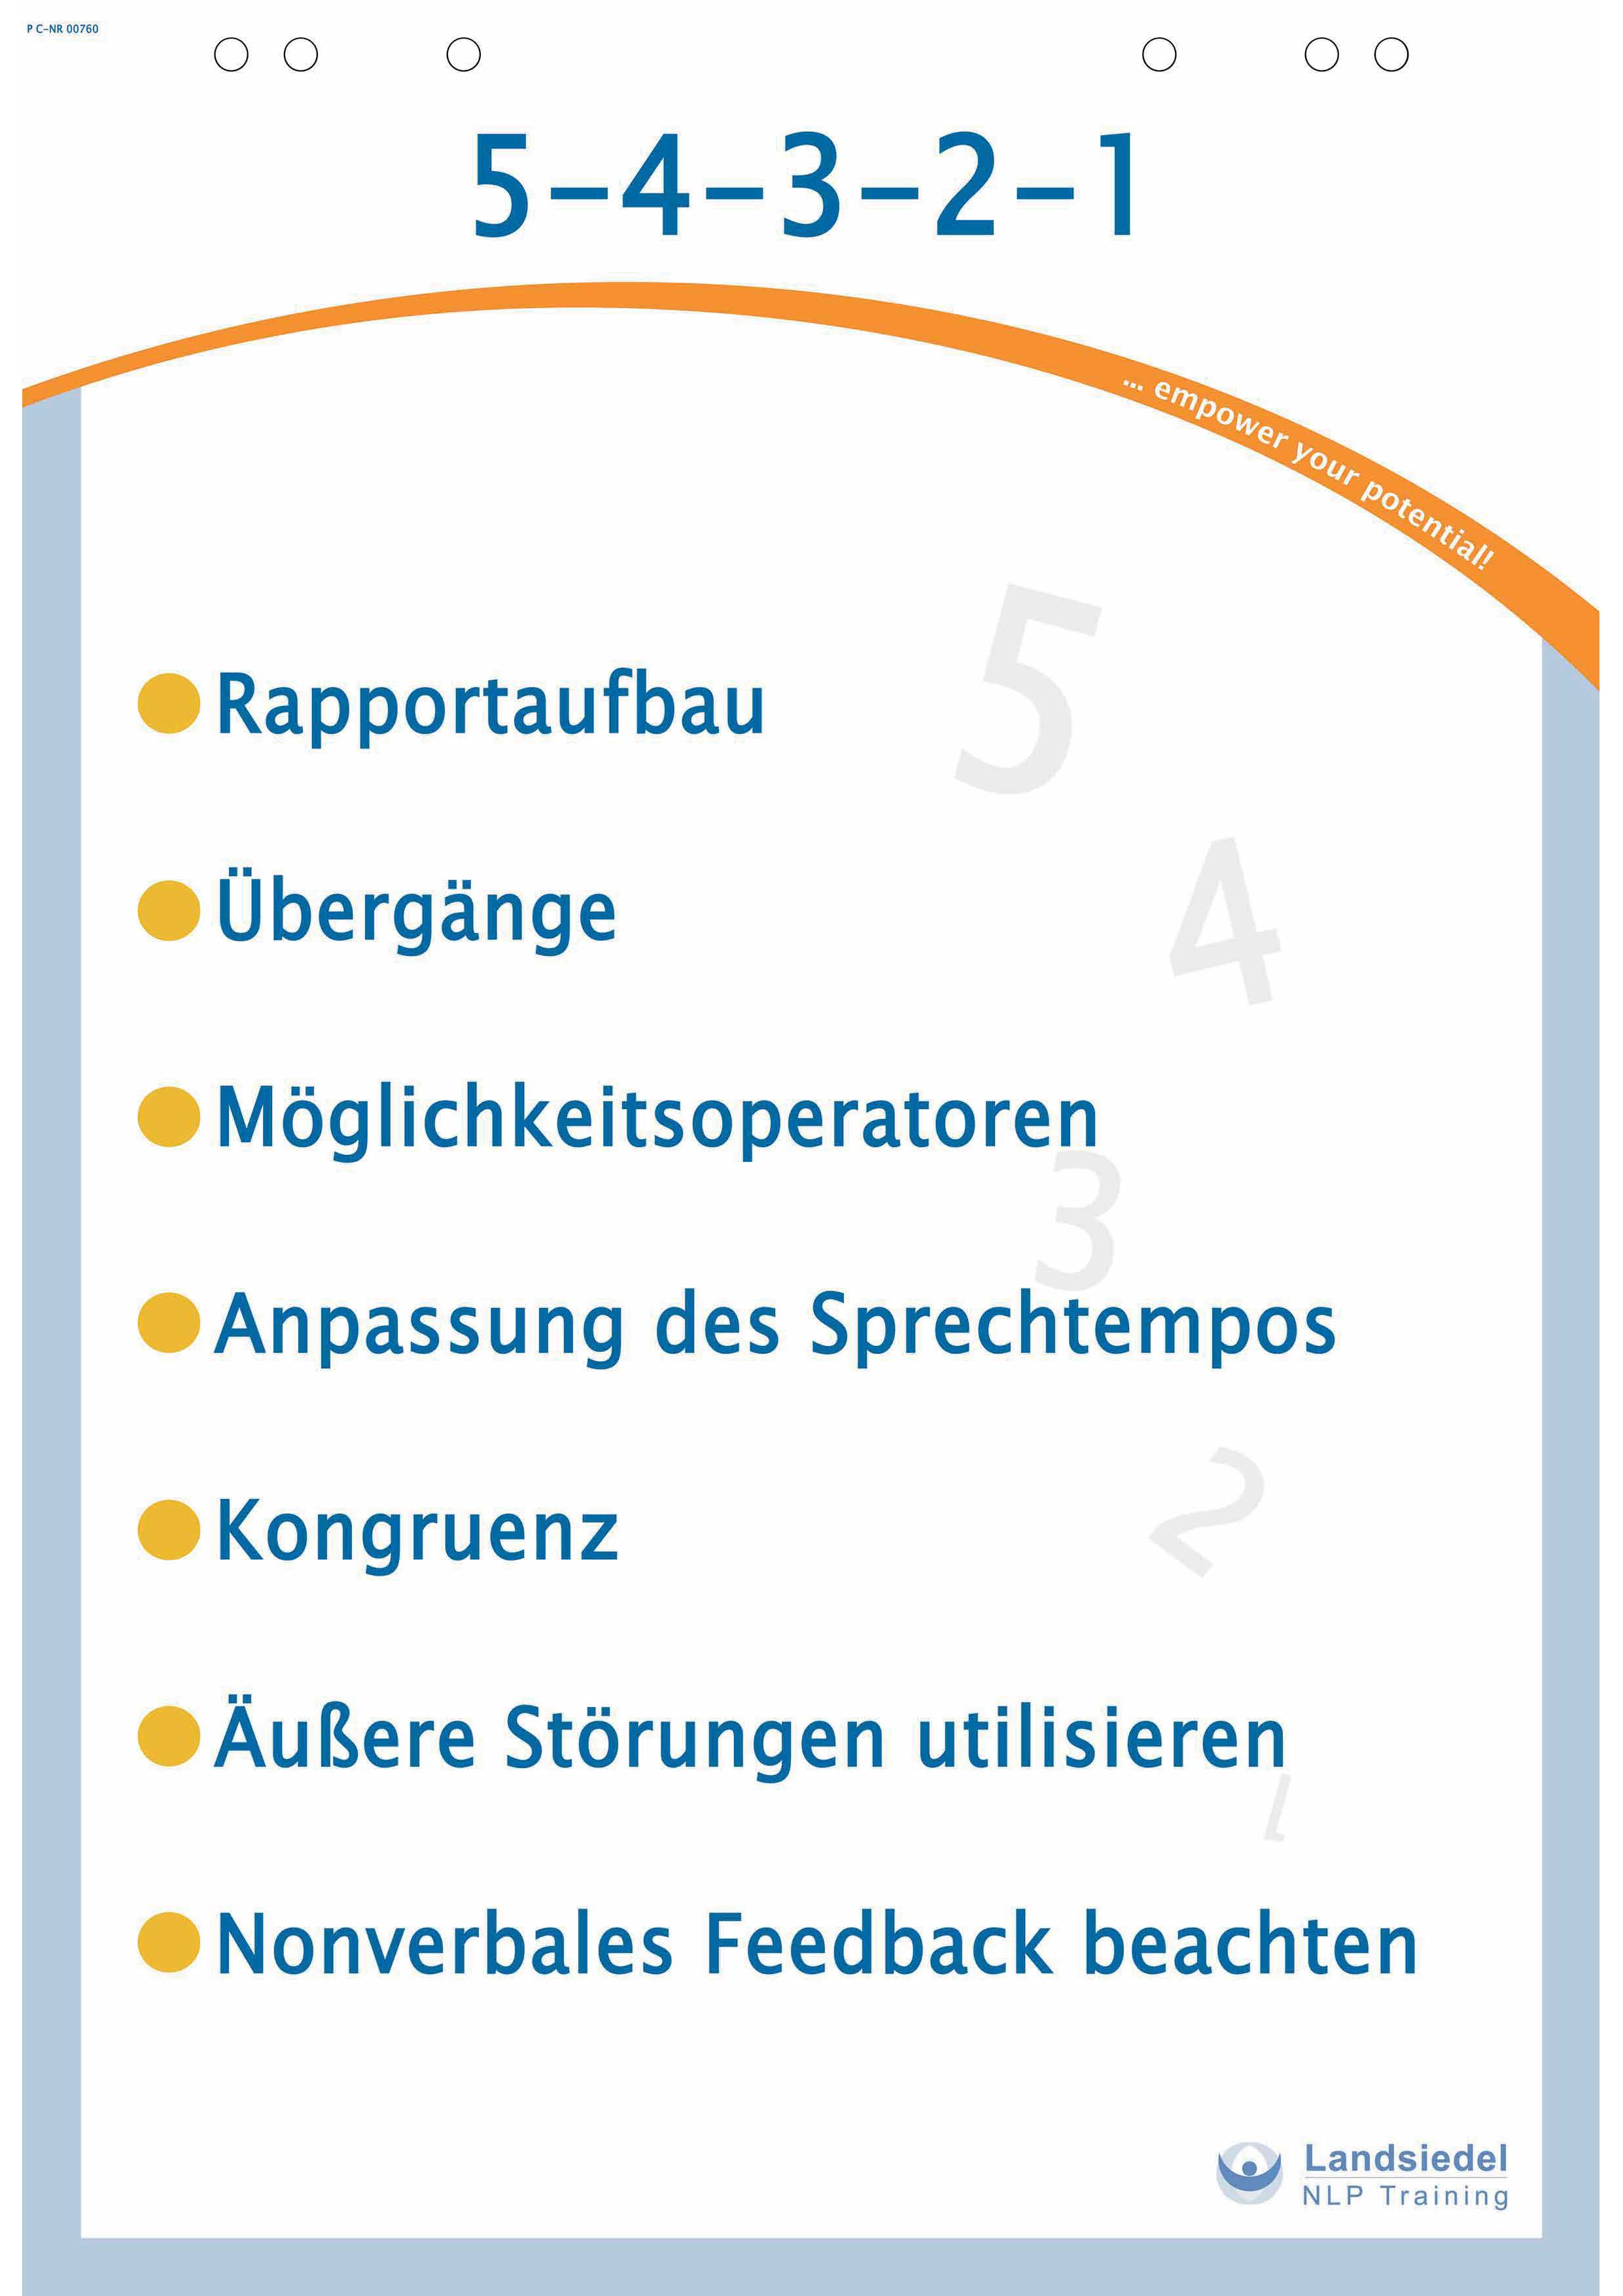 P C-NR 00760
5-4-3-2-1
... empower your potential!
5
Rapportaufbau
4
Übergänge
Möglichkeitsoperatoren
3
Anpassung des Sprechtempos
2
Kongruenz
Äußere Störungen utilisieren
1
Nonverbales Feedback beachten
Landsiedel
NLP Training